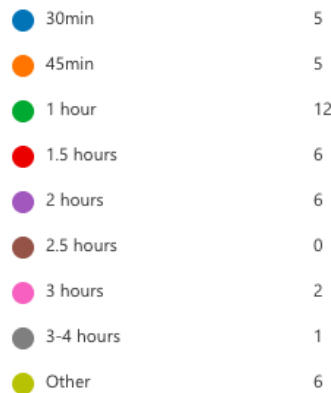 30min 5
45min 5
1 hour 12
1.5 hours 6
2 hours 6
2.5 hours 0
3 hours 2
3-4 hours 1
Other 6